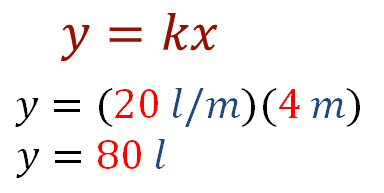 y = kx
y = (20 l/m)(4 m)
y = 80 l